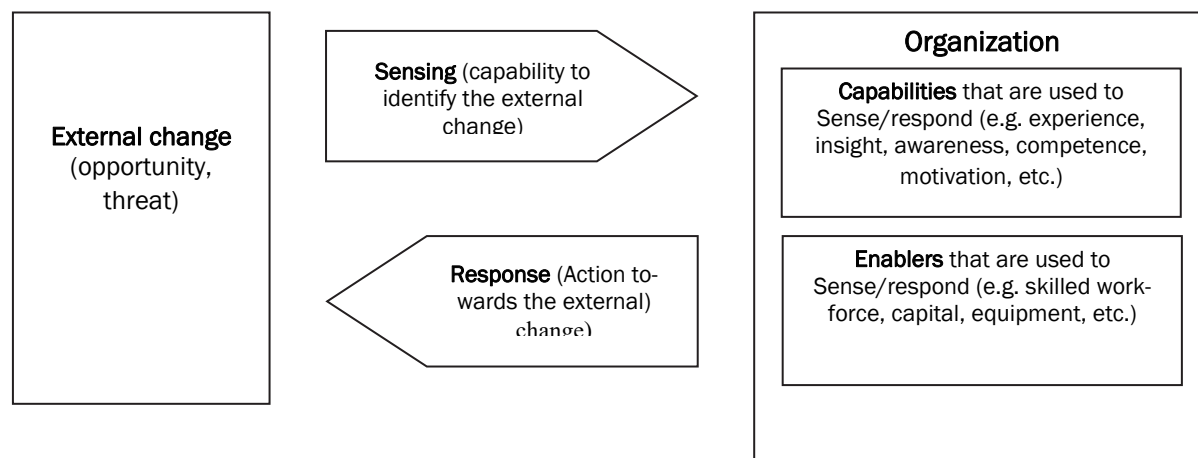 External change
(opportunity,
threat)
Sensing (capability to
identify the external
change)
Response (Action to-
wards the external)
change)
Organization
Capabilities that are used to
Sense/respond (e.g. experience,
insight, awareness, competence,
motivation, etc.)
Enablers that are used to
Sense/respond (e.g. skilled work-
force, capital, equipment, etc.)